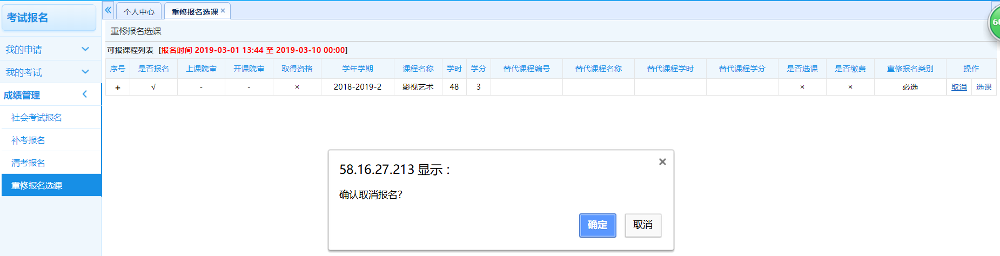 考试报名
我的申请
我的考试
成绩管理
社会考试报名
补考报名
清考报名
重修报名选课
个人中心 重修报名选课
重修报名选课
可报课程列表 [报名时间 2019-03-01 13:44 至 2019-03-10 00:00]
序号 是否报名 上课院审 开课院审 取得资格 学年学期 课程名称 学时 学分 替代课程编号 替代课程名称 替代课程学时 替代课程学分 是否选课 是否缴费 重修报名类别 操作
+ √ - - × 2018-2019-2 影视艺术 48 3 × × 必选 取消 选课
58.16.27.213 显示：
确认取消报名?
确定 取消